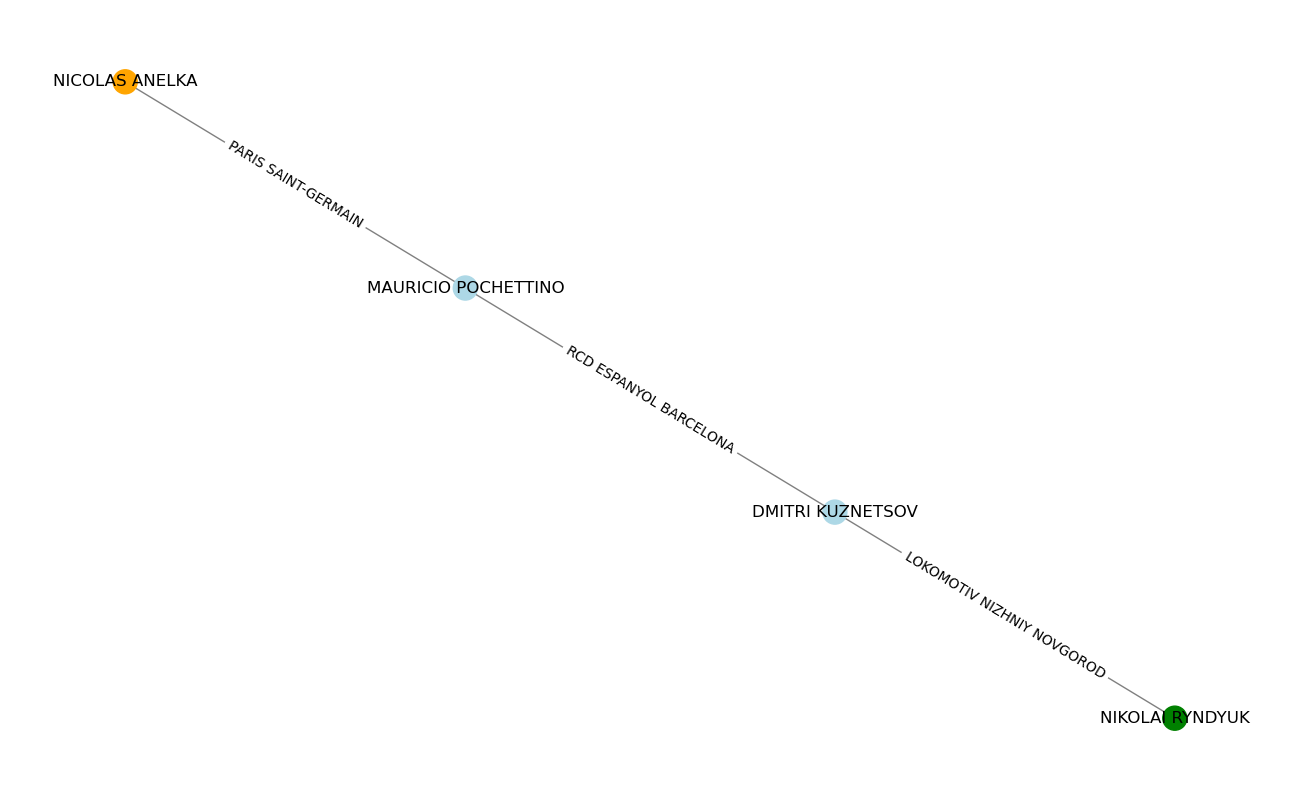 NICOLAS ANELKA
PARIS SAINT-GERMAIN
MAURICIO POCHETTINO
RCD ESPANYOL BARCELONA
DMITRI KUZNETSOV
LOKOMOTIV NIZHNIY NOVGOROD
NIKOLAI RYNDYUK